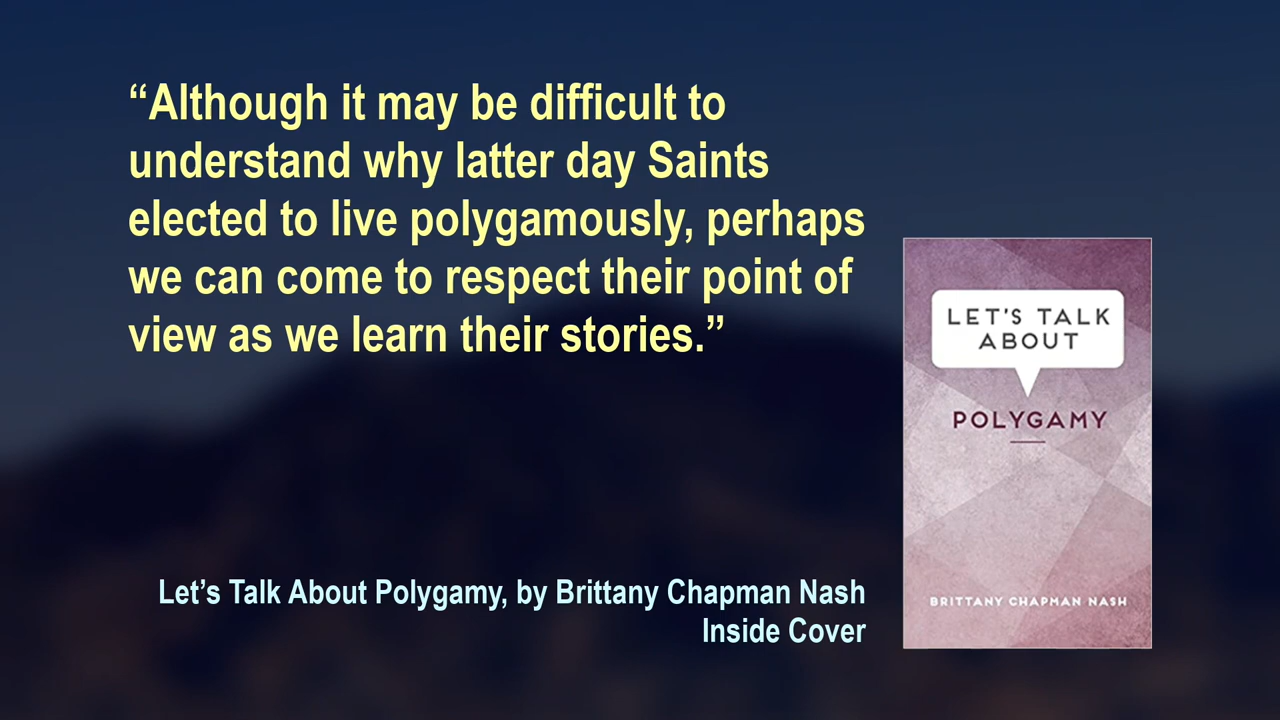 “Although it may be difficult to
understand why latter day Saints
elected to live polygamously, perhaps
we can come to respect their point of
view as we learn their stories.”
LET'S TALK
ABOUT
POLYGAMY
BRITTANY CHAPMAN NASH
Let’s Talk About Polygamy, by Brittany Chapman Nash
Inside Cover